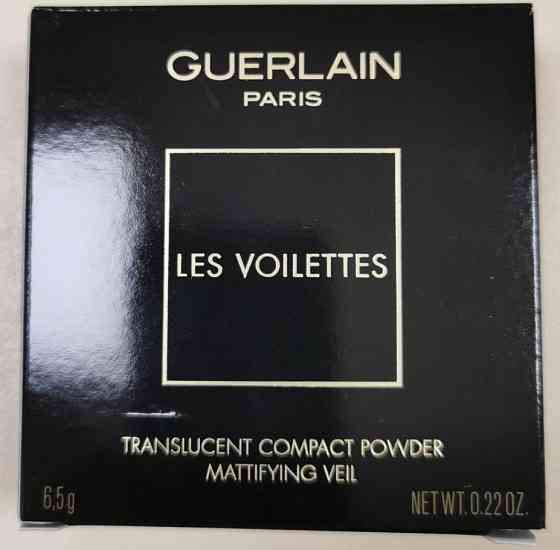 GUERLAIN
PARIS
LES VOILETTES
TRANSLUCENT COMPACT POWDER
MATTIFYING VEIL
6,5g NET WT. 0.22 OZ.